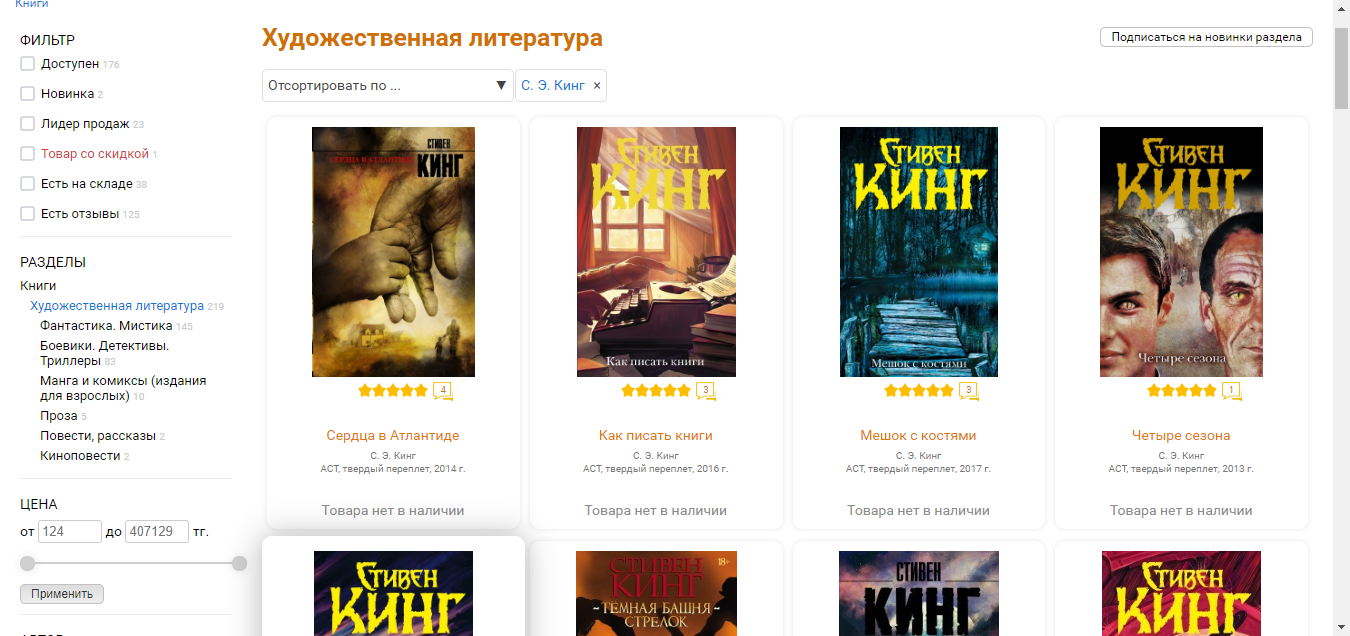 Книги
ФИЛЬТР
Доступен 176
Новинка 2
Лидер продаж 23
Товар со скидкой 1
Есть на складе 38
Есть отзывы 125
РАЗДЕЛЫ
Книги
Художественная литература 219
Фантастика. Мистика 145
Боевики. Детективы.
Триллеры 83
Манга и комиксы (издания
для взрослых) 10
Проза 5
Повести, рассказы 2
Киноповести 2
ЦЕНА
от 124 до 407129 тг.
Применить
Художественная литература
Подписаться на новинки раздела
Отсортировать по ... ▼
С. Э. Кинг ×
СТИВЕН
КИНГ
СЕРДЦА В АТЛАНТИДЕ
4
Сердца в Атлантиде
С. Э. Кинг
АСТ, твердый переплет, 2014 г.
Товара нет в наличии
СТИВЕН
КИНГ
Как писать книги
3
Как писать книги
С. Э. Кинг
АСТ, твердый переплет, 2016 г.
Товара нет в наличии
СТИВЕН
КИНГ
Мешок с костями
3
Мешок с костями
С. Э. Кинг
АСТ, твердый переплет, 2017 г.
Товара нет в наличии
СТИВЕН
КИНГ
Четыре сезона
1
Четыре сезона
С. Э. Кинг
АСТ, твердый переплет, 2013 г.
Товара нет в наличии
СТИВЕН
КИНГ
СТИВЕН
18+
КИНГ
~ТЕМНАЯ БАШНЯ~
СТРЕЛОК
СТИВЕН
КИНГ
СТИВЕН
КИНГ